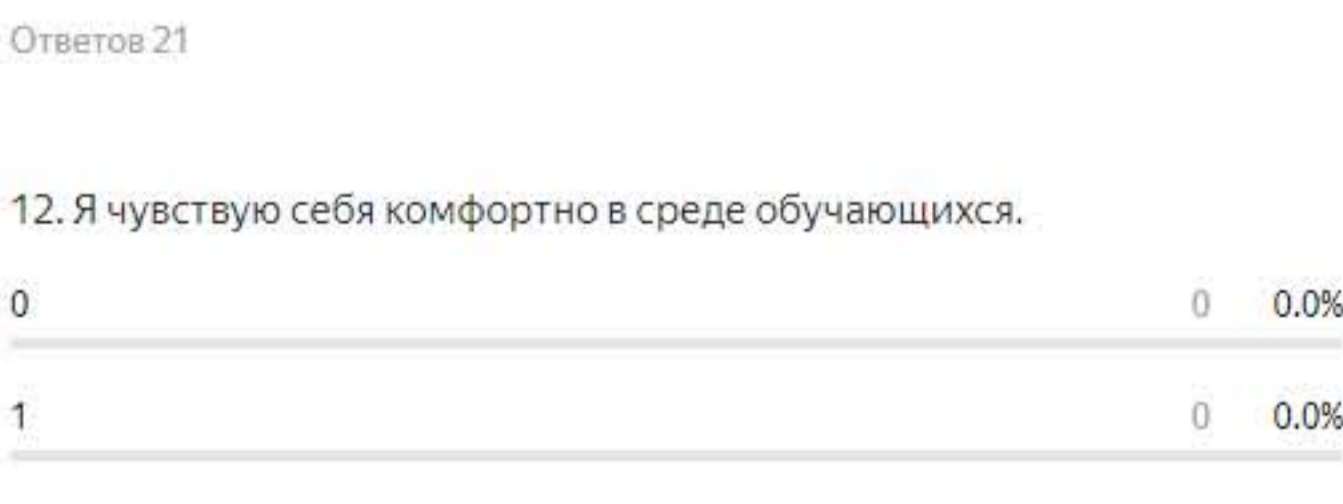 Ответов 21
12. Я чувствую себя комфортно в среде обучающихся.
0 0 0.0%
1 0 0.0%